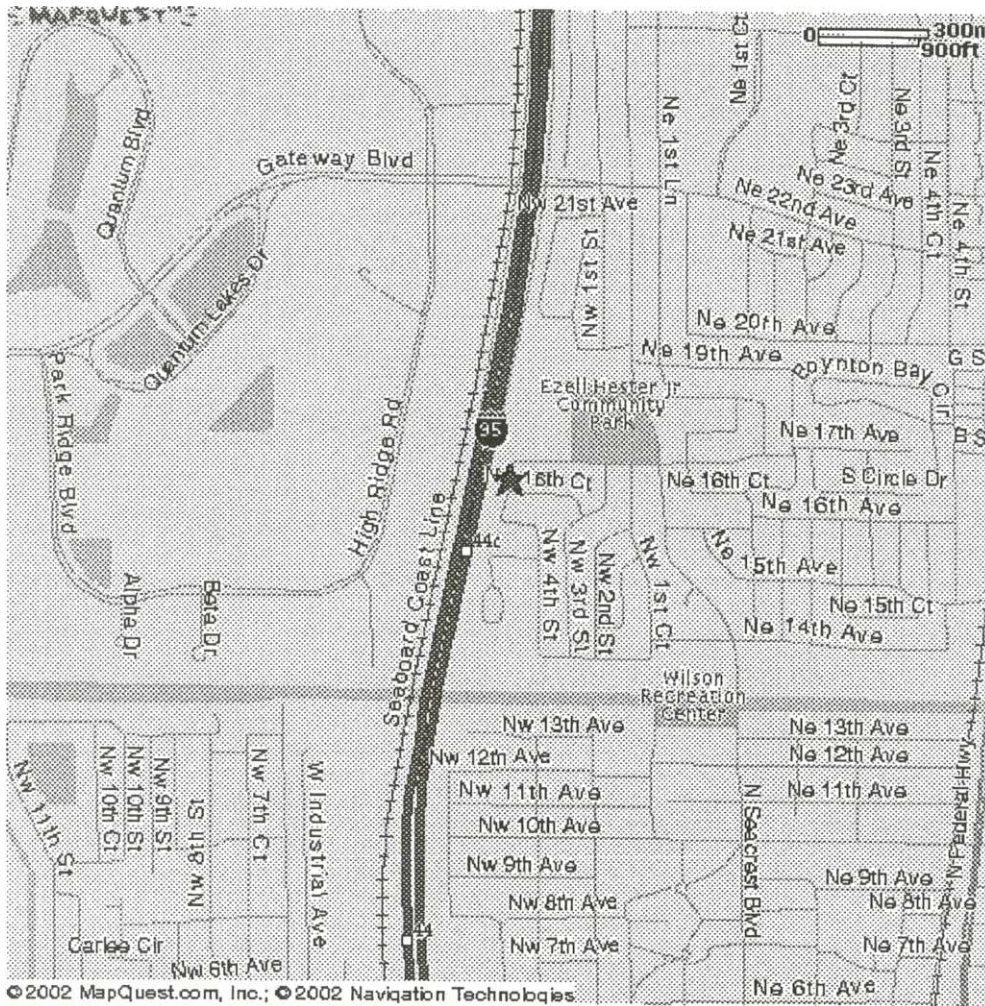 MAPQUEST
0 300m
900ft
Quantum Blvd
Gateway Blvd
Ne 1st Ln
Ne 1st
Ne 3rd Ct
Ne 3rd St
Ne 4th Ct
Ne 4th St
Ne 23rd Ave
Ne 22nd Ave
Ne 21st Ave
Nw 21st Ave
Nw 1st St
Quantum Lakes Dr
Ne 20th Ave
Ne 19th Ave
Boynton Bay Cir
G S
B S
Park Ridge Blvd
High Ridge Rd
Ezell Hester Jr
Community
Park
95
Ne 17th Ave
16th Ct
Ne 16th Ct
S Circle Dr
Ne 16th Ave
Seaboard Coast Line
44c
Nw 4th St
Nw 3rd St
Nw 2nd St
Nw 1st Ct
Ne 15th Ave
Ne 15th Ct
Ne 14th Ave
Alpha Dr
Beta Dr
Wilson
Recreation
Center
Nw 13th Ave
Ne 13th Ave
Nw 12th Ave
Ne 12th Ave
Nw 11th Ave
Ne 11th Ave
Nw 10th Ave
Nw 9th Ave
Ne 9th Ave
Nw 8th Ave
Ne 8th Ave
Nw 7th Ave
Ne 7th Ave
Ne 6th Ave
Nw 11th St
Nw 10th Ct
Nw 10th St
Nw 9th St
Nw 8th St
Nw 7th Ct
W Industrial Ave
N Seacrest Blvd
N Federal Hwy
Carlee Cir
Nw 6th Ave
44
©2002 MapQuest.com, Inc.; ©2002 Navigation Technologies